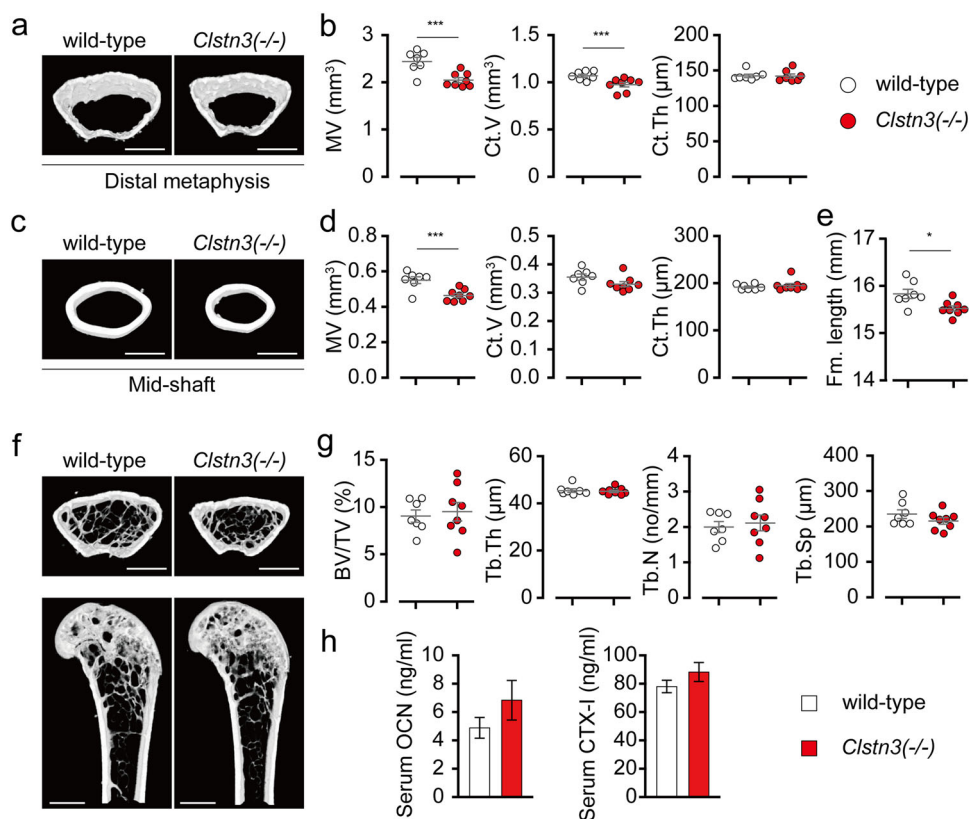 a
wild-type
Clstn3(-/-)
Distal metaphysis
b
***
MV (mm³)
3
2
1
0
***
Ct.V (mm³)
1.5
1.0
0.5
0.0
Ct.Th (µm)
200
150
100
50
0
wild-type
Clstn3(-/-)
c
wild-type
Clstn3(-/-)
Mid-shaft
d
***
MV (mm³)
0.8
0.6
0.4
0.2
0.0
Ct.V (mm³)
0.5
0.4
0.3
0.2
0.1
0.0
Ct.Th (µm)
300
200
100
0
e
*
Fm. length (mm)
17
16
15
14
f
wild-type
Clstn3(-/-)
g
BV/TV (%)
15
10
5
0
Tb.Th (µm)
60
40
20
0
Tb.N (no/mm)
4
3
2
1
0
Tb.Sp (µm)
400
300
200
100
0
h
Serum OCN (ng/ml)
10
8
6
4
2
0
Serum CTX-I (ng/ml)
100
80
60
40
20
0
wild-type
Clstn3(-/-)